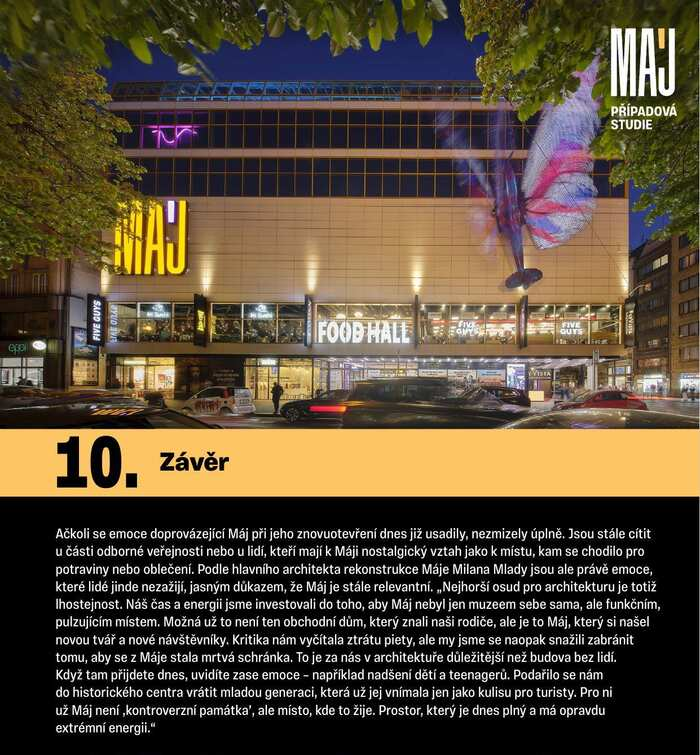 MÁJ
PŘÍPADOVÁ
STUDIE
MÁJ
FIVE GUYS
FOOD HALL
FIVE
GUYS
FIVE
GUYS
10. Závěr
Ačkoli se emoce doprovázející Máj při jeho znovuotevření dnes již usadily, nezmizely úplně. Jsou stále cítit
u části odborné veřejnosti nebo u lidí, kteří mají k Máji nostalgický vztah jako k místu, kam se chodilo pro
potraviny nebo oblečení. Podle hlavního architekta rekonstrukce Máje Milana Mlady jsou ale právě emoce,
které lidé jinde nezažijí, jasným důkazem, že Máj je stále relevantní. „Nejhorší osud pro architekturu je totiž
lhostejnost. Náš čas a energii jsme investovali do toho, aby Máj nebyl jen muzeem sebe sama, ale funkčním,
pulzujícím místem. Možná už to není ten obchodní dům, který znali naši rodiče, ale je to Máj, který si našel
novou tvář a nové návštěvníky. Kritika nám vyčítala ztrátu piety, ale my jsme se naopak snažili zabránit
tomu, aby se z Máje stala mrtvá schránka. To je za nás v architektuře důležitější než budova bez lidí.
Když tam přijdete dnes, uvidíte zase emoce – například nadšení dětí a teenagerů. Podařilo se nám
do historického centra vrátit mladou generaci, která už jej vnímala jen jako kulisu pro turisty. Pro ni
už Máj není ‚kontroverzní památka’, ale místo, kde to žije. Prostor, který je dnes plný a má opravdu
extrémní energii.“